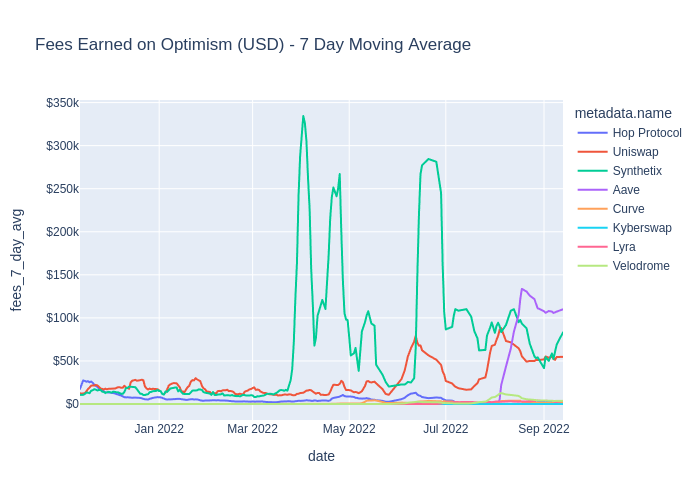 Fees Earned on Optimism (USD) - 7 Day Moving Average
metadata.name
Hop Protocol
Uniswap
Synthetix
Aave
Curve
Kyberswap
Lyra
Velodrome
fees_7_day_avg
$350k
$300k
$250k
$200k
$150k
$100k
$50k
$0
Jan 2022
Mar 2022
May 2022
Jul 2022
Sep 2022
date